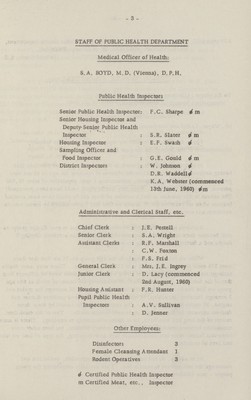 - 3 -
STAFF OF PUBLIC HEALTH DEPARTMENT
Medical Officer of Health:
S.A. BOYD, M.D. (Vienna), D.P.H.
Public Health Inspectors
Senior Public Health Inspector: F.C. Sharpe ø m
Senior Housing Inspector and
Deputy Senior Public Health
Inspector : S.R. Slater ø m
Housing Inspector : E.F. Swash ø
Sampling Officer and
Food Inspector : G.E. Gould ø m
District Inspectors : W. Johnson ø
D.R. Waddell ø
K.A. Webster (commenced
13th June, 1960) ø m
Administrative and Clerical Staff, etc.
Chief Clerk : J.E. Fennll
Senior Clerk : S.A. Wright
Assistant Clerks : R.F. Marshall
C.W. Foxton
F.S. Frid
General Clerk : Mrs. J.E. Ingrey
Junior Clerk : D. Lacy (commenced
2nd August, 1960)
Housing Assistant : F.R. Hunter
Pupil Public Health
Inspectors : A.V. Sullivan
: D. Jenner
Other Employees:
Disinfectors 3
Female Cleansing Attendant 1
Rodent Operatives 3
ø Certified Public Health Inspector
m Certified Meat, etc., Inspector